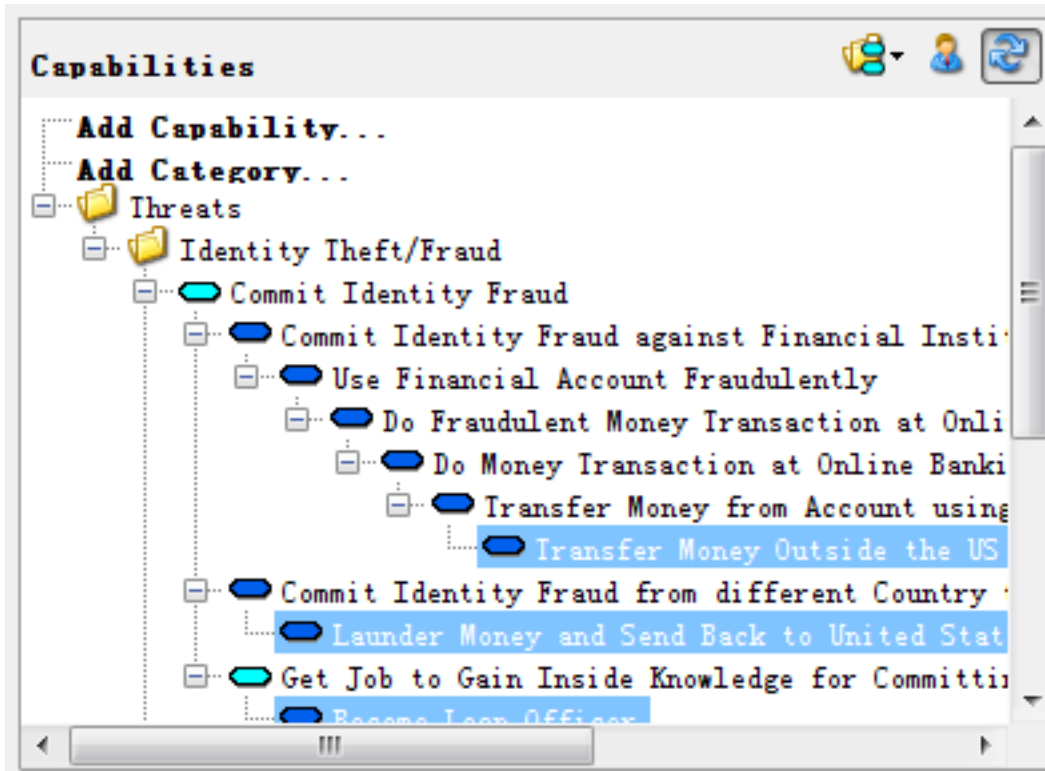 Capabilities
Add Capability...
Add Category...
Threats
Identity Theft/Fraud
Commit Identity Fraud
Commit Identity Fraud against Financial Insti
Use Financial Account Fraudulently
Do Fraudulent Money Transaction at Onli
Do Money Transaction at Online Banki
Transfer Money from Account using
Transfer Money Outside the US
Commit Identity Fraud from different Country
Launder Money and Send Back to United Stat
Get Job to Gain Inside Knowledge for Committi
Become Loan Officer